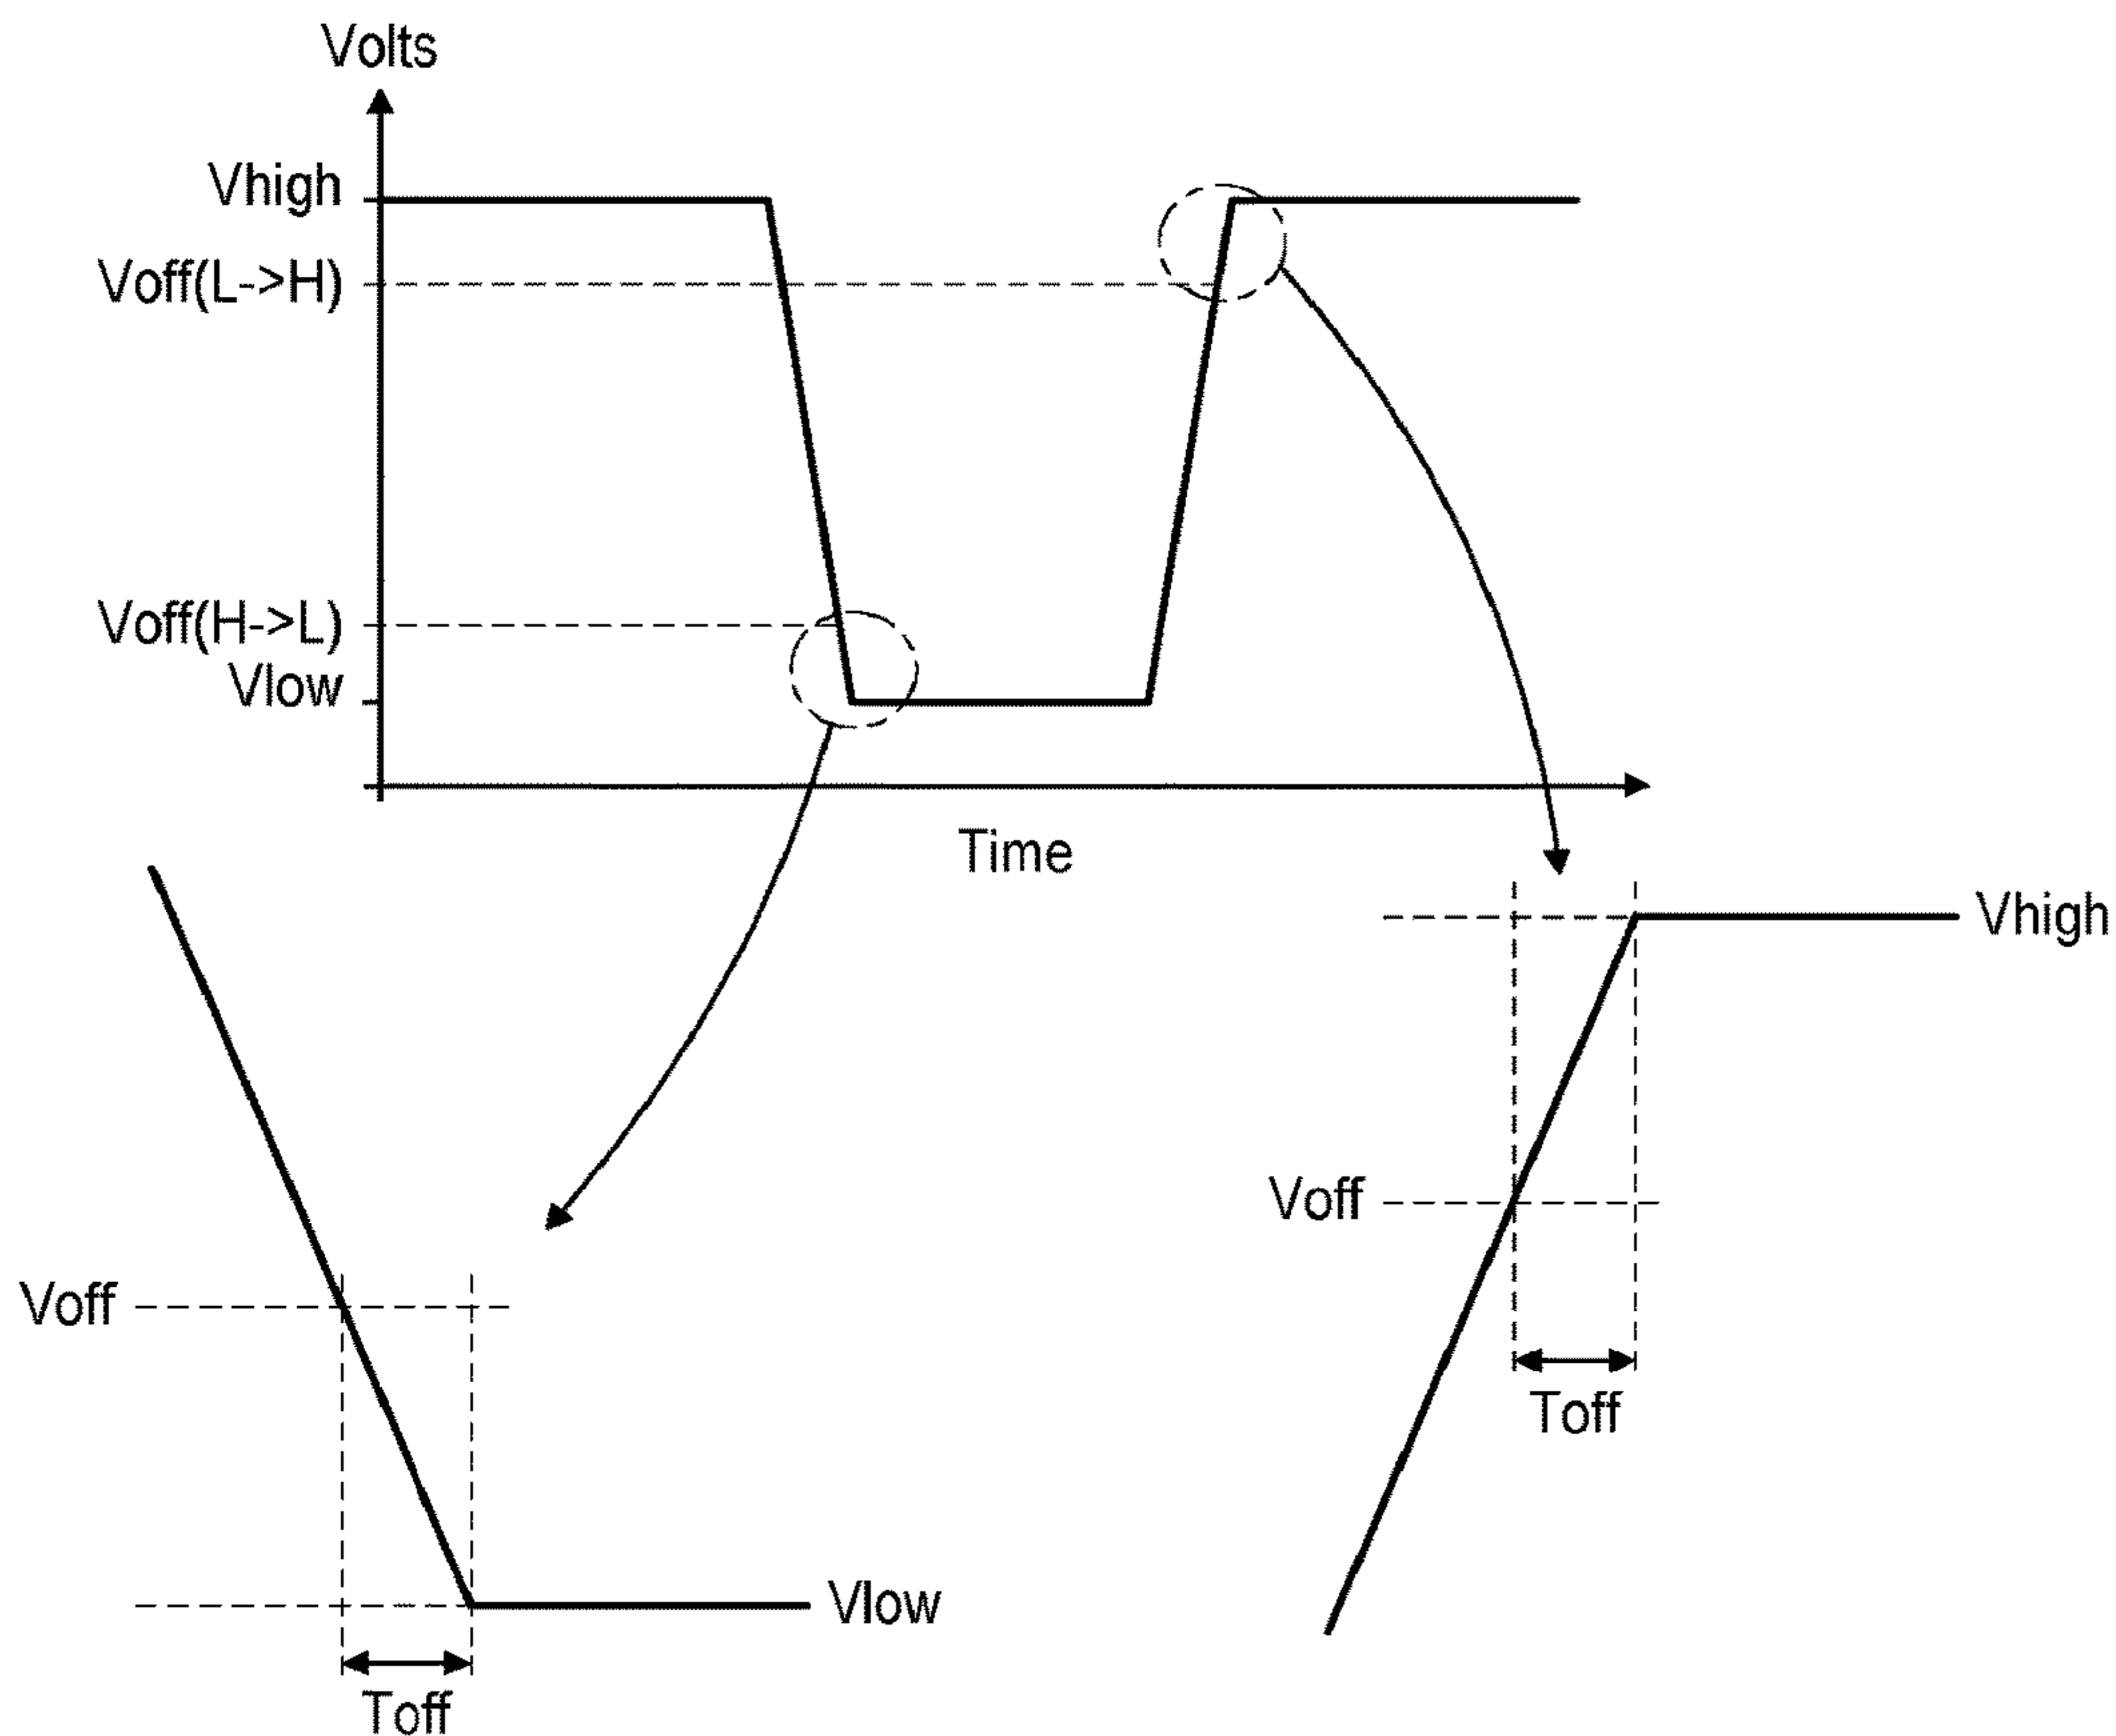 Volts
Vhigh
Voff(L->H)
Voff(H->L)
Vlow
Time
Vhigh
Voff
Voff
Toff
Vlow
Toff